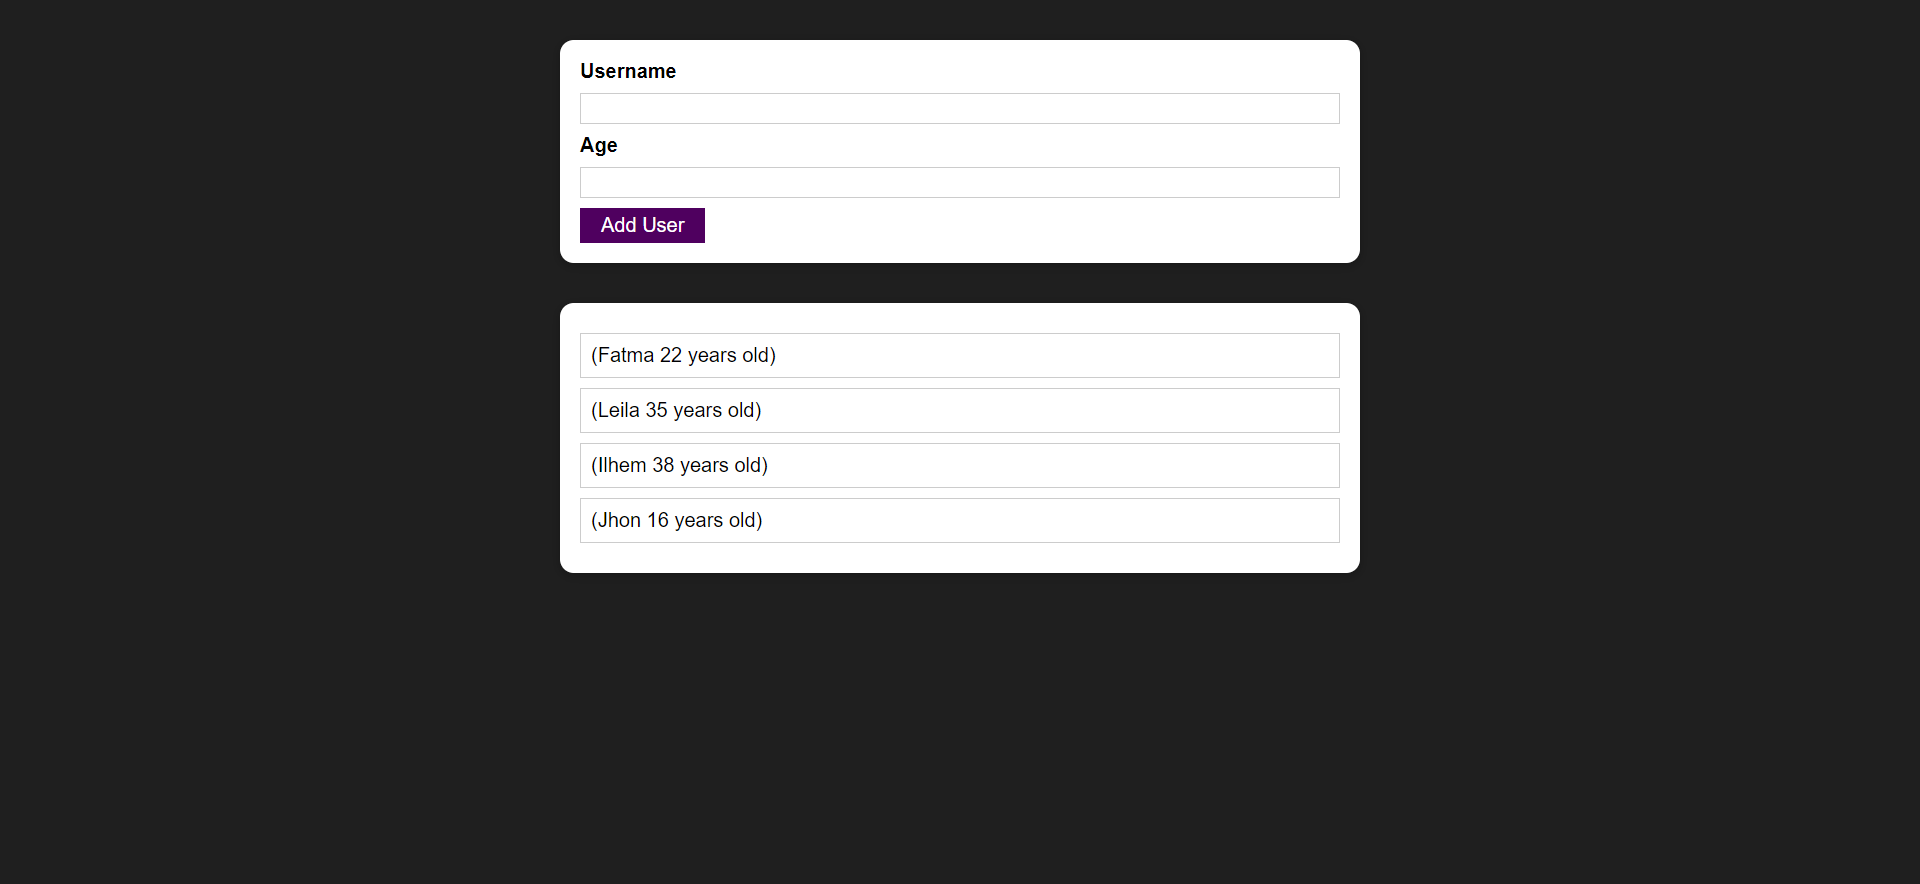 Username
Age
Add User
(Fatma 22 years old)
(Leila 35 years old)
(Ilhem 38 years old)
(Jhon 16 years old)